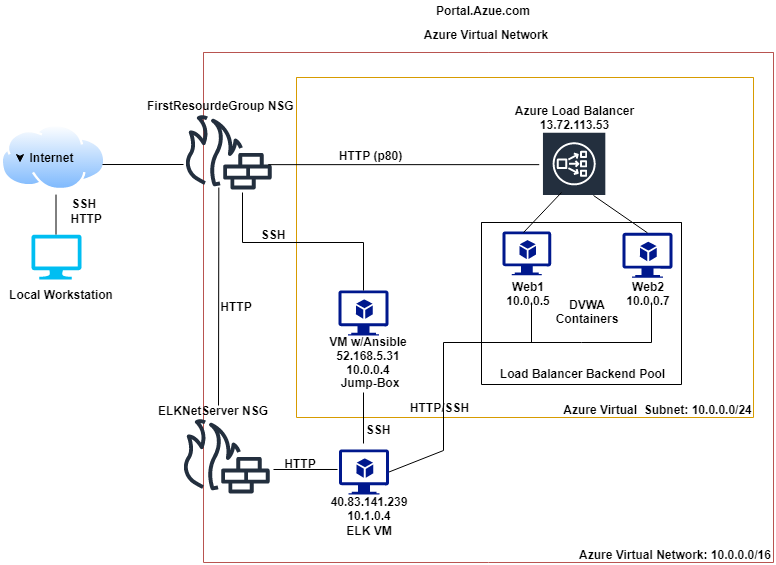 Portal.Azue.com
Azure Virtual Network
FirstResourdeGroup NSG
Azure Load Balancer
13.72.113.53
HTTP (p80)
Internet
SSH
HTTP
Local Workstation
SSH
Web1
10.0.0.5
Web2
10.0.0.7
DVWA
Containers
HTTP
VM w/Ansible
52.168.5.31
10.0.0.4
Jump-Box
Load Balancer Backend Pool
ELKNetServer NSG
HTTP/SSH
Azure Virtual Subnet: 10.0.0.0/24
SSH
HTTP
40.83.141.239
10.1.0.4
ELK VM
Azure Virtual Network: 10.0.0.0/16